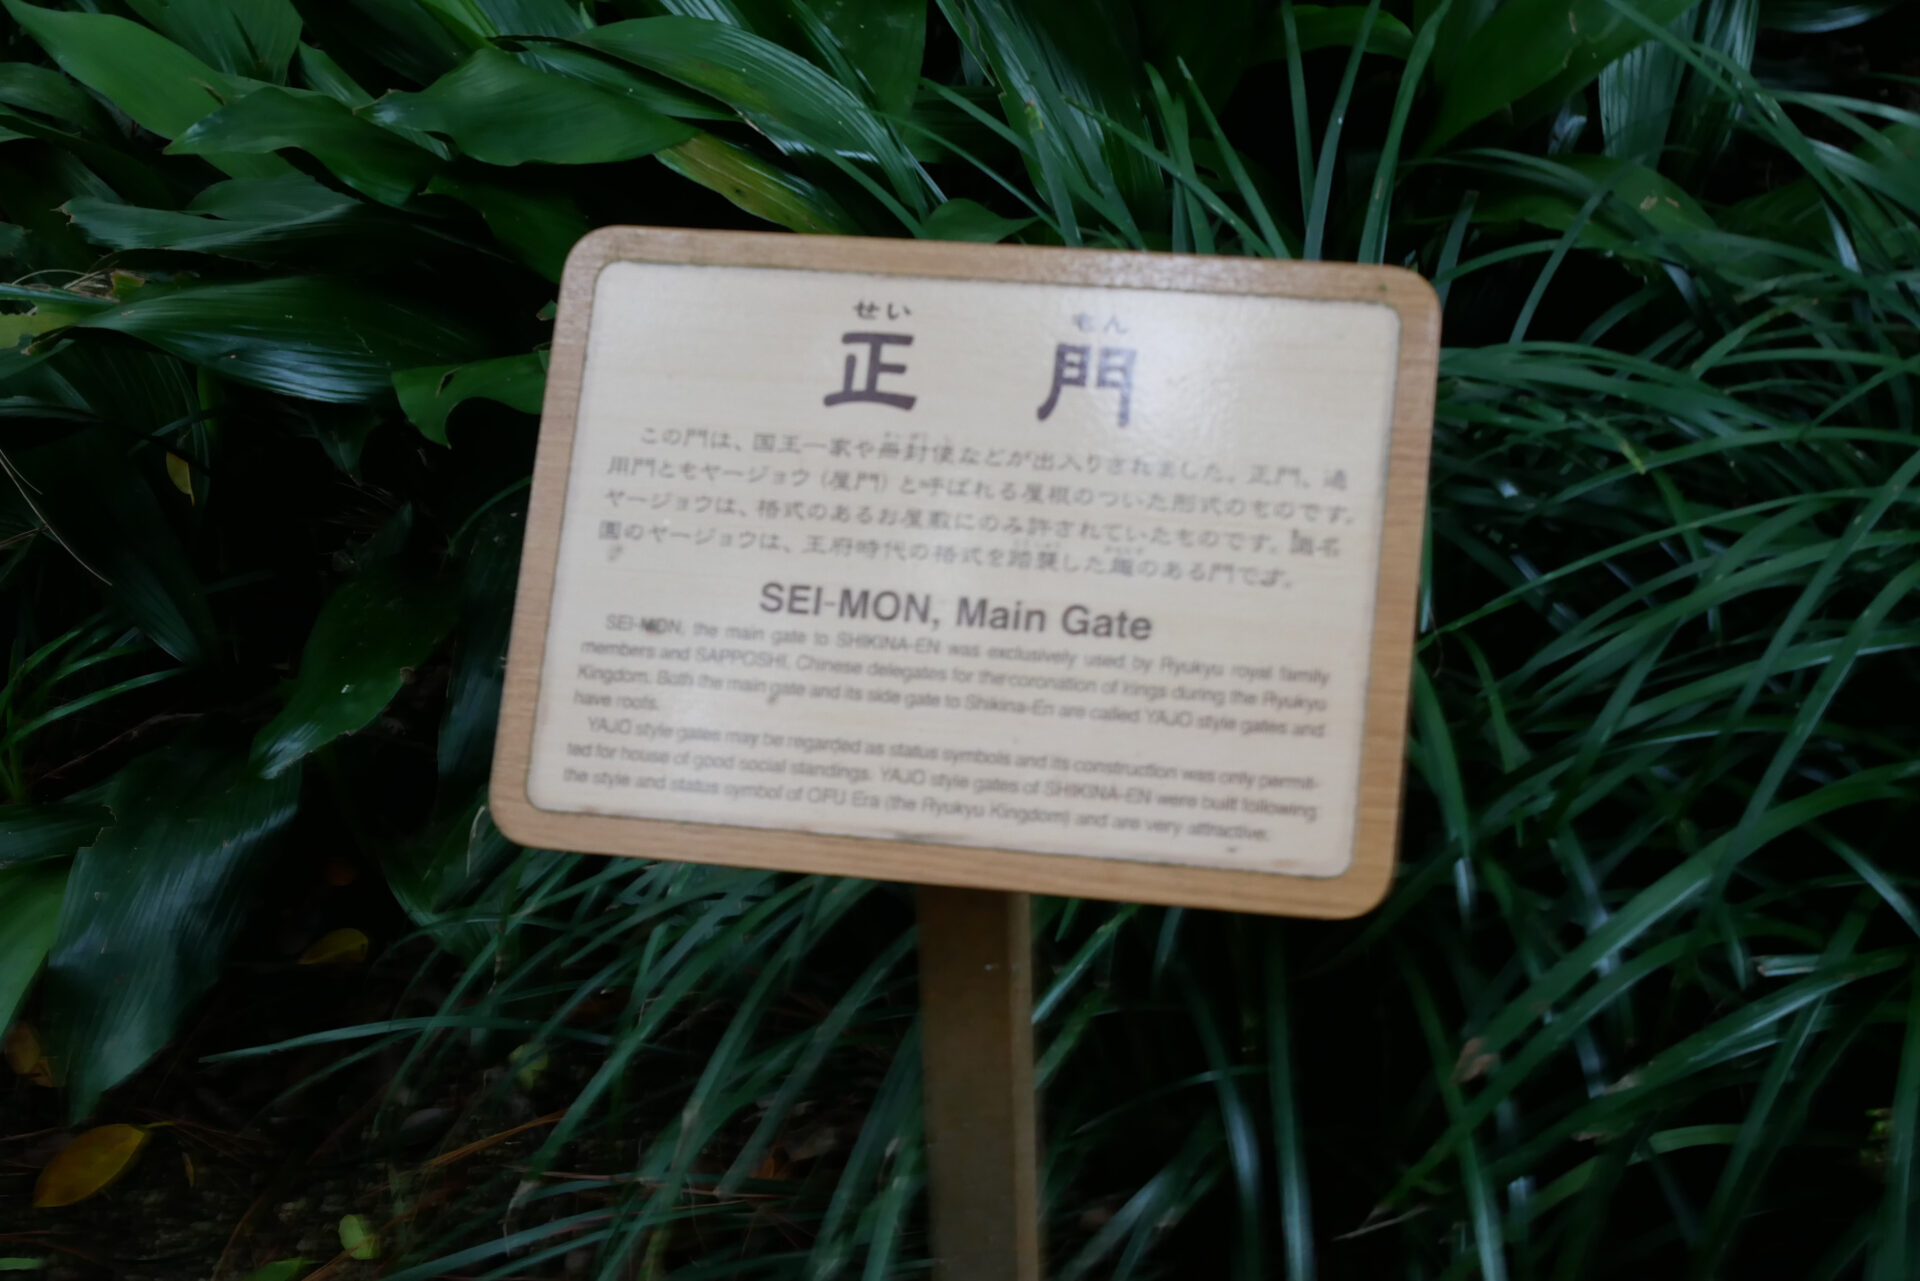 せい もん
正 門
この門は、国王一家や冊封使などが出入りされました。正門、通
用門ともヤージョウ(屋門)と呼ばれる屋根のついた形式のものです。
ヤージョウは、格式のあるお屋敷にのみ許されていたものです。識名
園のヤージョウは、王府時代の格式を踏襲した趣のある門です。
SEI-MON, Main Gate
SEI-MON, the main gate to SHIKINA-EN was exclusively used by Ryukyu royal family
members and SAPPOSHI, Chinese delegates for the coronation of kings during the Ryukyu
Kingdom. Both the main gate and its side gate to Shikina-En are called YAJO style gates and
have roofs.
YAJO style gates may be regarded as status symbols and its construction was only permit-
ted for house of good social standings. YAJO style gates of SHIKINA-EN were built following
the style and status symbol of OFU Era (the Ryukyu Kingdom) and are very attractive.